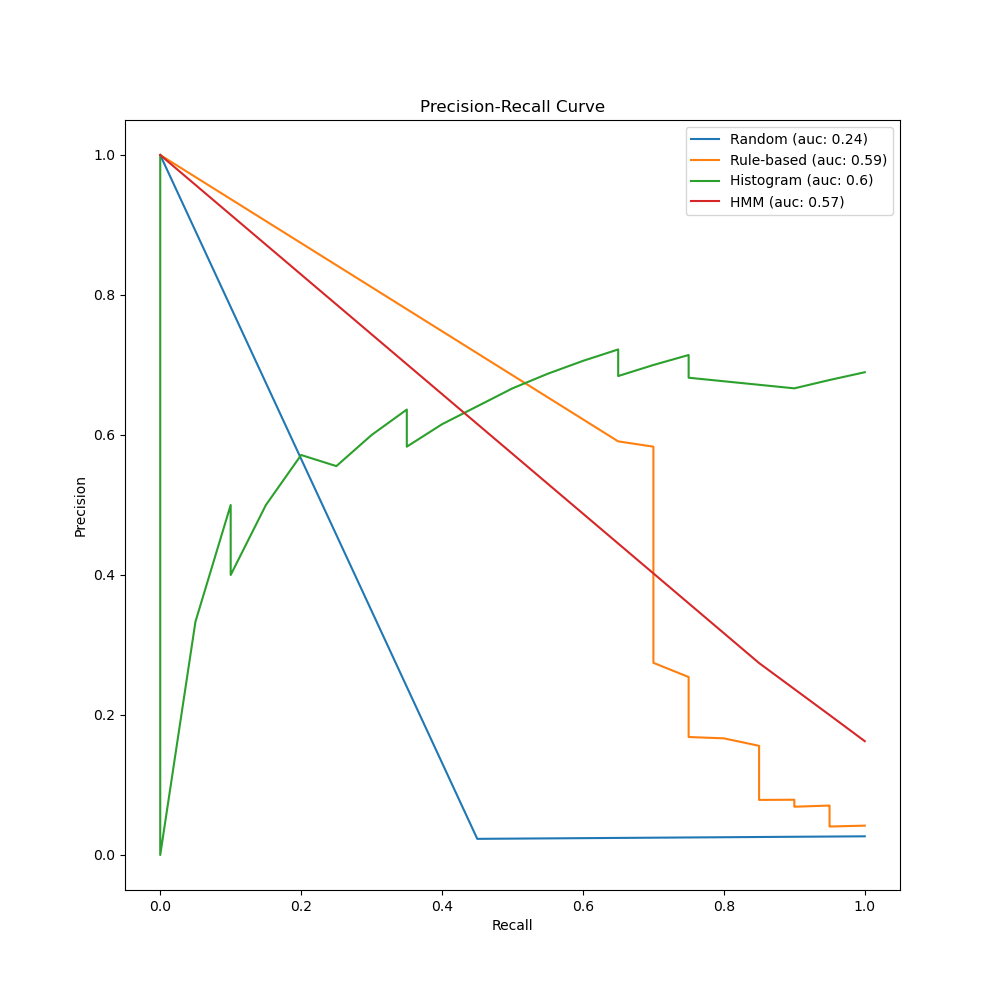 Precision-Recall Curve
Random (auc: 0.24)
Rule-based (auc: 0.59)
Histogram (auc: 0.6)
HMM (auc: 0.57)
1.0
0.8
0.6
0.4
0.2
0.0
Precision
0.0 0.2 0.4 0.6 0.8 1.0
Recall